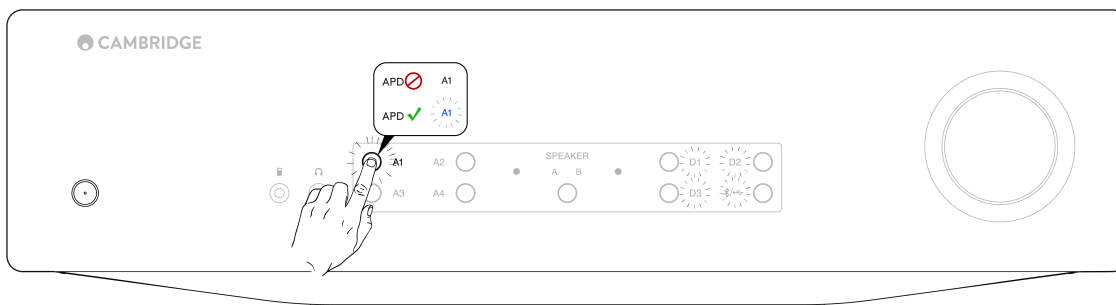 CAMBRIDGE
APD A1
APD A1
A1 A2 SPEAKER D1 D2
A B
A3 A4 D3